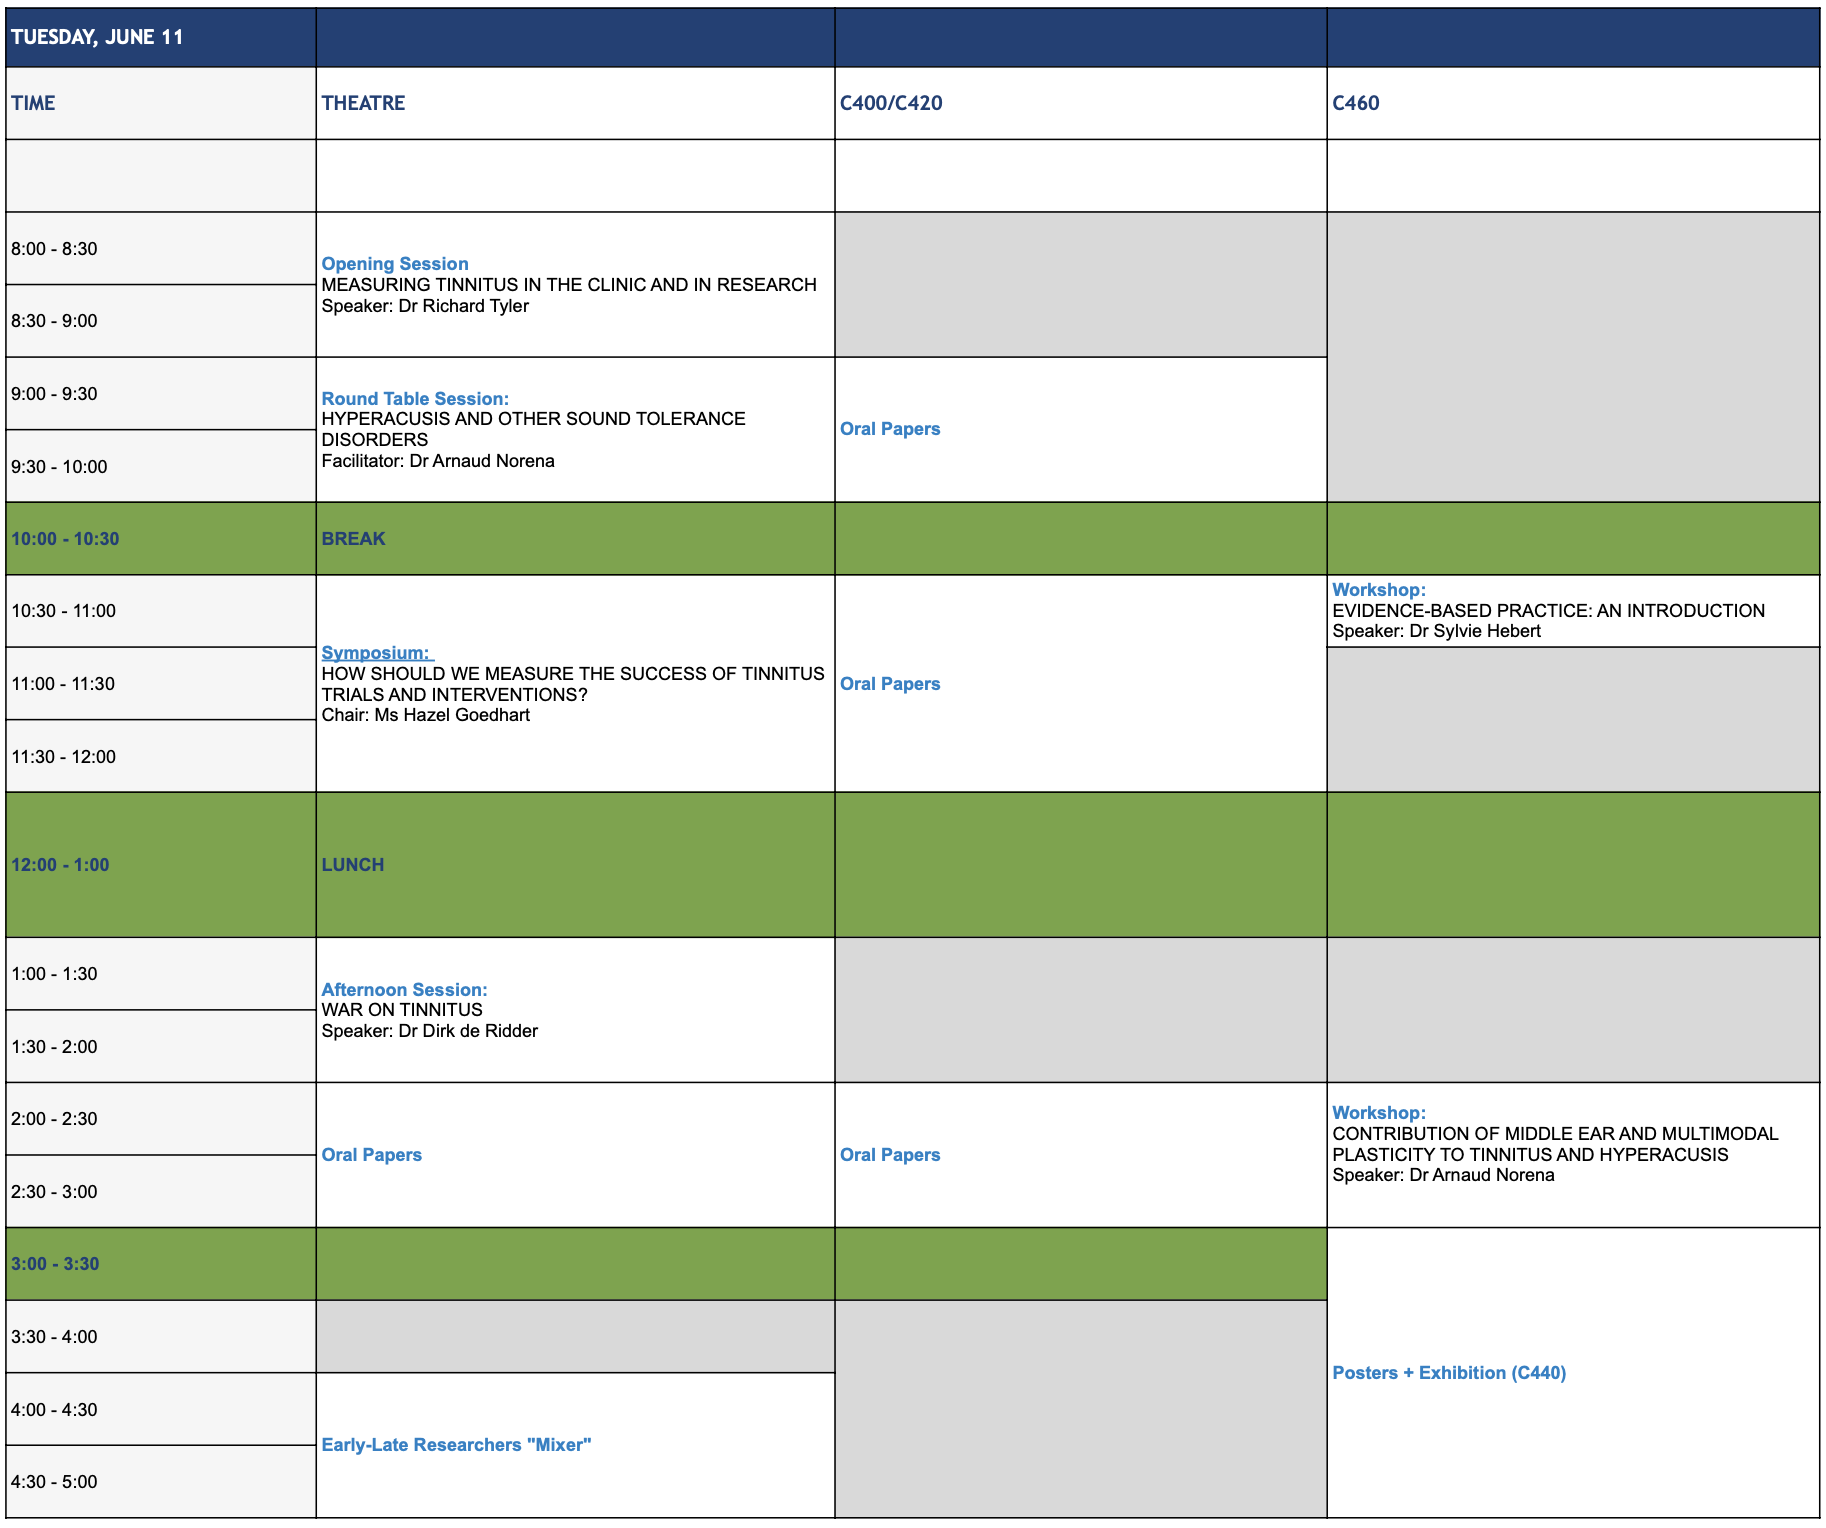 TUESDAY, JUNE 11
TIME
THEATRE
C400/C420
C460
8:00 - 8:30
Opening Session
MEASURING TINNITUS IN THE CLINIC AND IN RESEARCH
Speaker: Dr Richard Tyler
8:30 - 9:00
9:00 - 9:30
Round Table Session:
HYPERACUSIS AND OTHER SOUND TOLERANCE
DISORDERS
Facilitator: Dr Arnaud Norena
Oral Papers
9:30 - 10:00
10:00 - 10:30
BREAK
10:30 - 11:00
Symposium:
HOW SHOULD WE MEASURE THE SUCCESS OF TINNITUS
TRIALS AND INTERVENTIONS?
Chair: Ms Hazel Goedhart
Oral Papers
Workshop:
EVIDENCE-BASED PRACTICE: AN INTRODUCTION
Speaker: Dr Sylvie Hebert
11:00 - 11:30
11:30 - 12:00
12:00 - 1:00
LUNCH
1:00 - 1:30
Afternoon Session:
WAR ON TINNITUS
Speaker: Dr Dirk de Ridder
1:30 - 2:00
2:00 - 2:30
Oral Papers
Oral Papers
Workshop:
CONTRIBUTION OF MIDDLE EAR AND MULTIMODAL
PLASTICITY TO TINNITUS AND HYPERACUSIS
Speaker: Dr Arnaud Norena
2:30 - 3:00
3:00 - 3:30
Posters + Exhibition (C440)
3:30 - 4:00
4:00 - 4:30
Early-Late Researchers "Mixer"
4:30 - 5:00